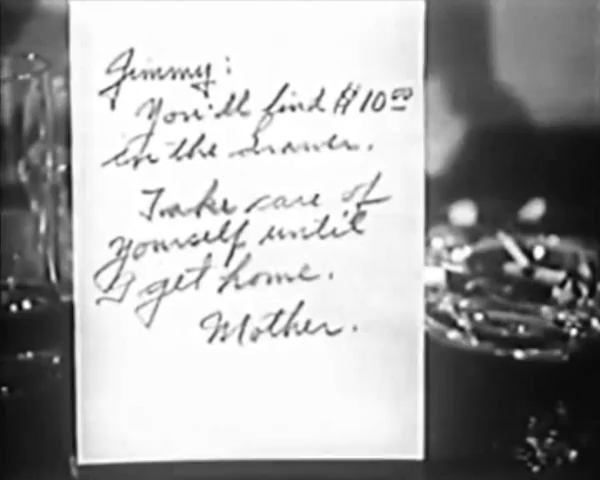 Jimmy:
You'll find $10.00
in the drawer.
Take care of
yourself until
I get home.
Mother.